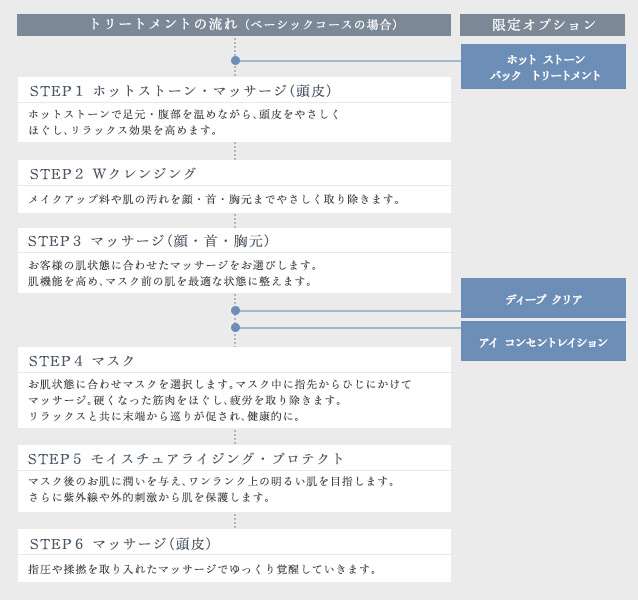 トリートメントの流れ（ベーシックコースの場合）
限定オプション
ホット ストーン
バック トリートメント
STEP1 ホットストーン・マッサージ（頭皮）
ホットストーンで足元・腹部を温めながら、頭皮をやさしく
ほぐし、リラックス効果を高めます。
STEP2 Wクレンジング
メイクアップ料や肌の汚れを顔・首・胸元までやさしく取り除きます。
STEP3 マッサージ（顔・首・胸元）
お客様の肌状態に合わせたマッサージをお選びします。
肌機能を高め、マスク前の肌を最適な状態に整えます。
ディープ クリア
アイ コンセントレイション
STEP4 マスク
お肌状態に合わせマスクを選択します。マスク中に指先からひじにかけて
マッサージ。硬くなった筋肉をほぐし、疲労を取り除きます。
リラックスと共に末端から巡りが促され、健康的に。
STEP5 モイスチュアライジング・プロテクト
マスク後のお肌に潤いを与え、ワンランク上の明るい肌を目指します。
さらに紫外線や外的刺激から肌を保護します。
STEP6 マッサージ（頭皮）
指圧や揉撚を取り入れたマッサージでゆっくり覚醒していきます。